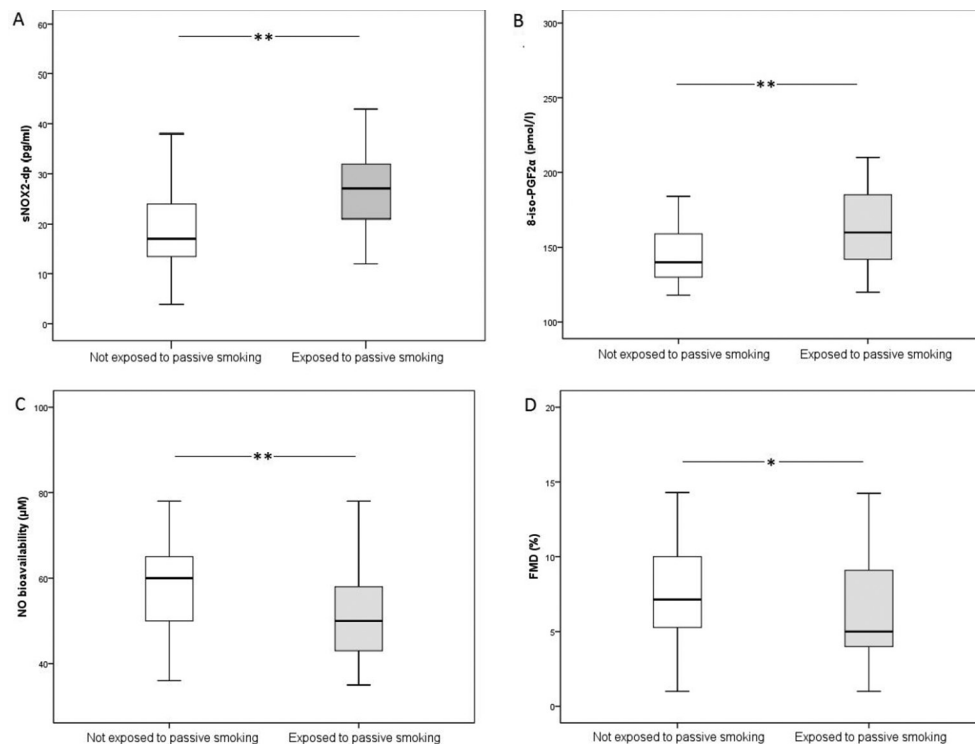 A
60
50
40
30
20
10
0
sNOX2-dp (pg/ml)
**
Not exposed to passive smoking
Exposed to passive smoking
B
300
250
200
150
100
8-iso-PGF2α (pmol/l)
**
Not exposed to passive smoking
Exposed to passive smoking
C
100
80
60
40
NO bioavailability (µM)
**
Not exposed to passive smoking
Exposed to passive smoking
D
20
15
10
5
0
FMD (%)
*
Not exposed to passive smoking
Exposed to passive smoking